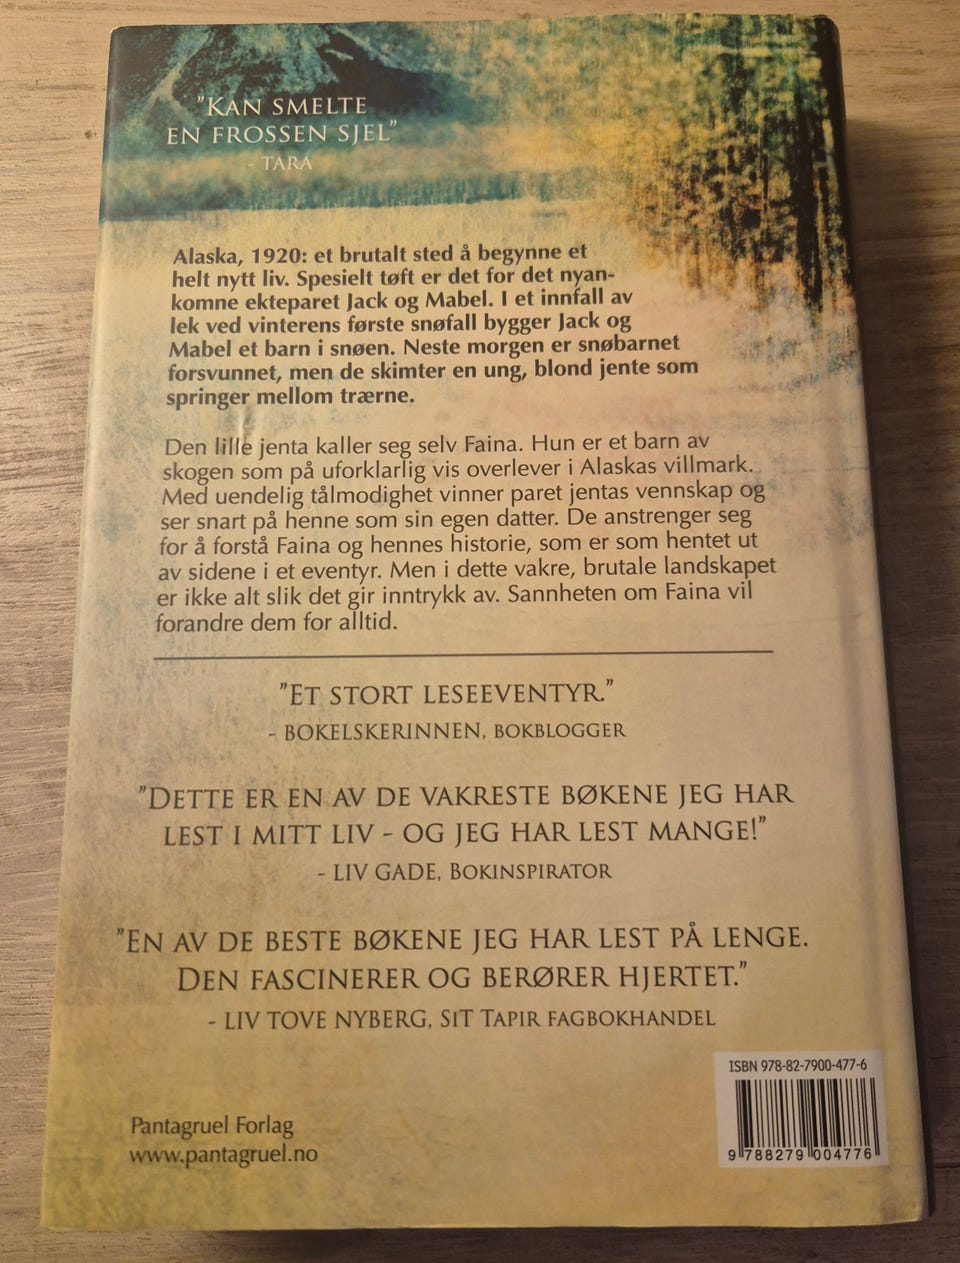 ”KAN SMELTE
EN FROSSEN SJEL”
- TARA
Alaska, 1920: et brutalt sted å begynne et
helt nytt liv. Spesielt tøft er det for det nyan-
komne ekteparet Jack og Mabel. I et innfall av
lek ved vinterens første snøfall bygger Jack og
Mabel et barn i snøen. Neste morgen er snøbarnet
forsvunnet, men de skimter en ung, blond jente som
springer mellom trærne.
Den lille jenta kaller seg selv Faina. Hun er et barn av
skogen som på uforklarlig vis overlever i Alaskas villmark.
Med uendelig tålmodighet vinner paret jentas vennskap og
ser snart på henne som sin egen datter. De anstrenger seg
for å forstå Faina og hennes historie, som er som hentet ut
av sidene i et eventyr. Men i dette vakre, brutale landskapet
er ikke alt slik det gir inntrykk av. Sannheten om Faina vil
forandre dem for alltid.
”ET STORT LESEEVENTYR.”
- BOKELSKERINNEN, BOKBLOGGER
”DETTE ER EN AV DE VAKRESTE BØKENE JEG HAR
LEST I MITT LIV - OG JEG HAR LEST MANGE!”
- LIV GADE, BOKINSPIRATOR
”EN AV DE BESTE BØKENE JEG HAR LEST PÅ LENGE.
DEN FASCINERER OG BERØRER HJERTET.”
- LIV TOVE NYBERG, SIT TAPIR FAGBOKHANDEL
ISBN 978-82-7900-477-6
9 788279 004776
Pantagruel Forlag
www.pantagruel.no